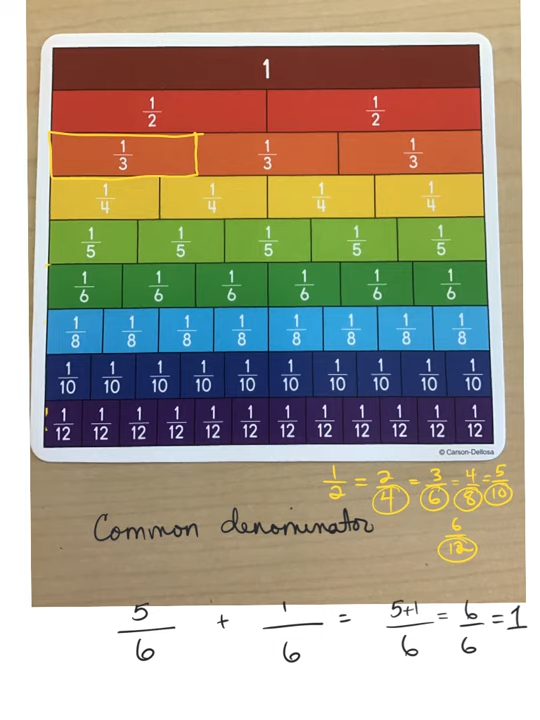 1
1/2 1/2
1/3 1/3 1/3
1/4 1/4 1/4 1/4
1/5 1/5 1/5 1/5 1/5
1/6 1/6 1/6 1/6 1/6 1/6
1/8 1/8 1/8 1/8 1/8 1/8 1/8 1/8
1/10 1/10 1/10 1/10 1/10 1/10 1/10 1/10 1/10 1/10
1/12 1/12 1/12 1/12 1/12 1/12 1/12 1/12 1/12 1/12 1/12 1/12
© Carson-Dellosa
1/2 = 2/4 = 3/6 = 4/8 = 5/10
6/12
Common denominator
5/6 + 1/6 = 5+1/6 = 6/6 = 1